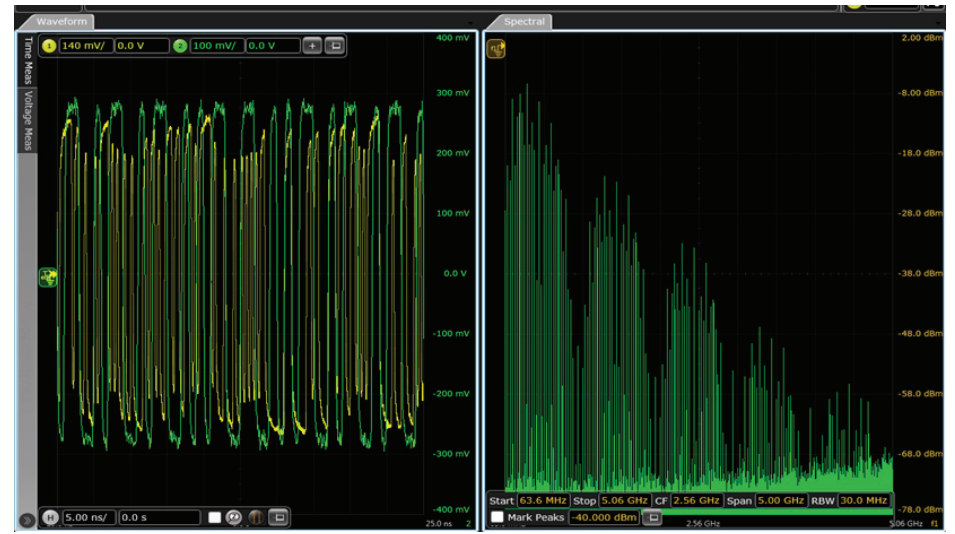 Waveform
Spectral
1 140 mV/ 0.0 V 2 100 mV/ 0.0 V +
400 mV
300 mV
200 mV
100 mV
0.0 V
-100 mV
-200 mV
-300 mV
-400 mV
Time Meas
Voltage Meas
H 5.00 ns/ 0.0 s
25.0 ns 2
2.00 dBm
-8.00 dBm
-18.0 dBm
-28.0 dBm
-38.0 dBm
-48.0 dBm
-58.0 dBm
-68.0 dBm
-78.0 dBm
Start 63.6 MHz Stop 5.06 GHz CF 2.56 GHz Span 5.00 GHz RBW 30.0 MHz
Mark Peaks -40.000 dBm
2.56 GHz
5.06 GHz f1